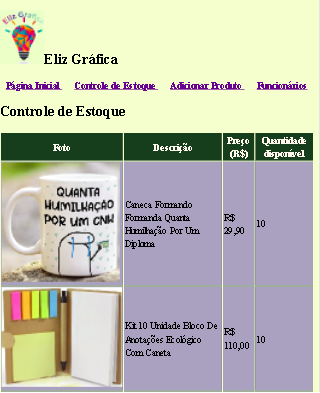 Eliz Gráfica
Eliz Gráfica
Página Inicial Controle de Estoque Adicionar Produto Funcionários
Controle de Estoque
Foto Descrição Preço (R$) Quantidade disponível
QUANTA
HUMILHAÇÃO
POR UM CNH
Caneca Formando
Formanda Quanta
Humilhação Por Um
Diploma
R$
29,90
10
Kit 10 Unidade Bloco De
Anotações Ecológico
Com Caneta
R$
110,00
10